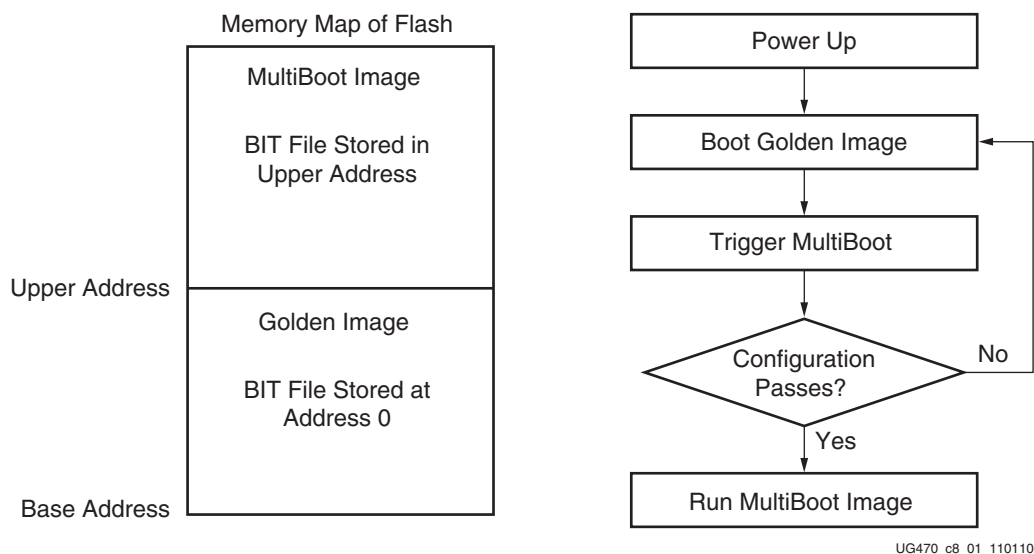 Memory Map of Flash
MultiBoot Image
BIT File Stored in
Upper Address
Upper Address
Golden Image
BIT File Stored at
Address 0
Base Address
Power Up
Boot Golden Image
Trigger MultiBoot
Configuration
Passes?
No
Yes
Run MultiBoot Image
UG470_c8_01_110110